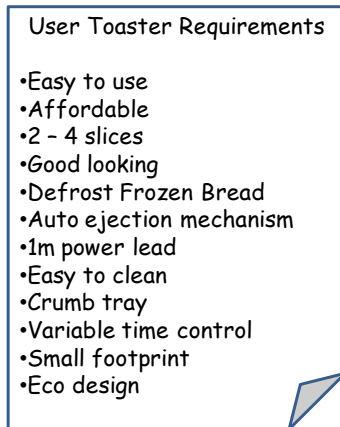 User Toaster Requirements
•Easy to use
•Affordable
•2 – 4 slices
•Good looking
•Defrost Frozen Bread
•Auto ejection mechanism
•1m power lead
•Easy to clean
•Crumb tray
•Variable time control
•Small footprint
•Eco design